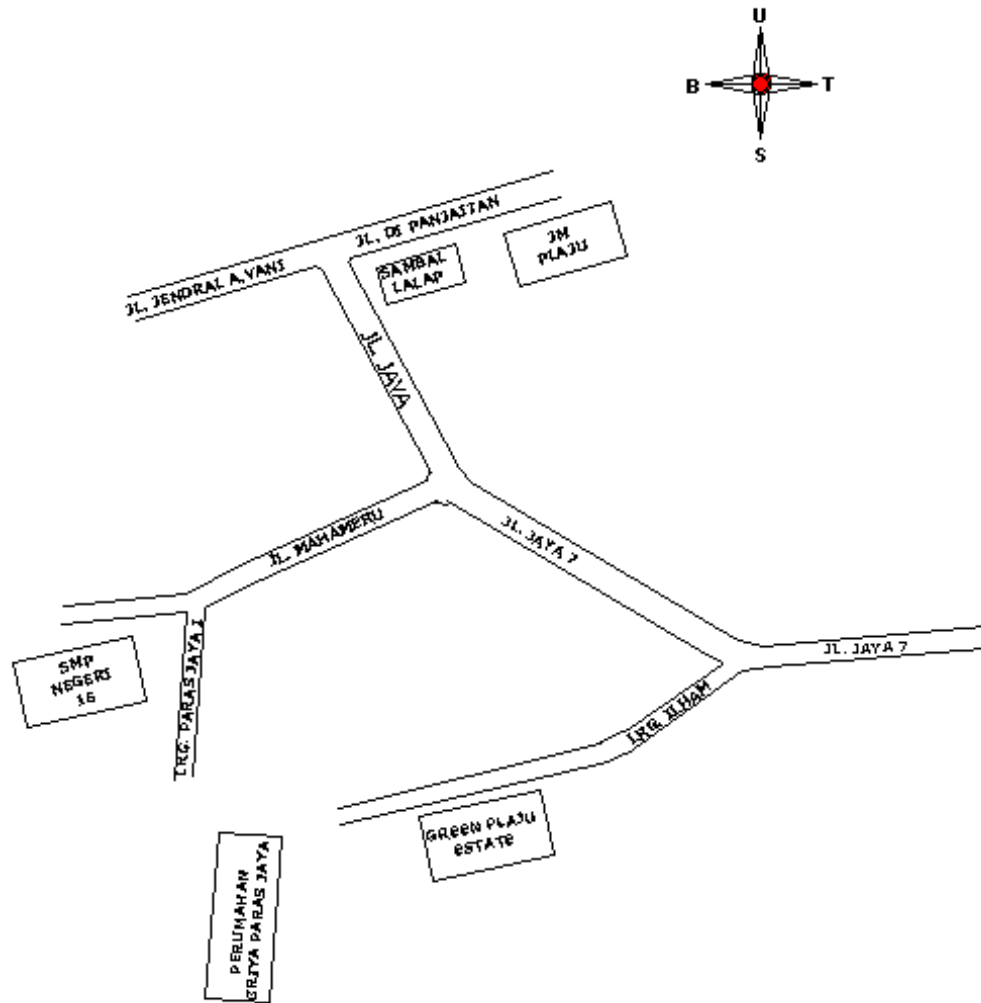 U
B
T
S
JL. DI PANJAITAN
JL. JENDRAL A.YANI
SAMBAL
LALAP
JM
PLAJU
JL. JAYA
JL. MAHAMERU
JL. JAYA 7
SMP
NEGERI
16
LRG. PARAS JAYA 1
JL. JAYA 7
LRG ILHAM
GREEN PLAJU
ESTATE
PERUMAHAN
GRIYA PARAS JAYA